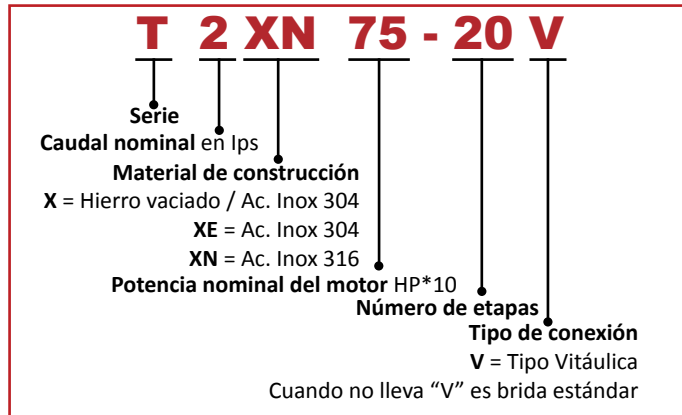 T 2 XN 75 - 20 V
Serie
Caudal nominal en lps
Material de construcción
X = Hierro vaciado / Ac. Inox 304
XE = Ac. Inox 304
XN = Ac. Inox 316
Potencia nominal del motor HP*10
Número de etapas
Tipo de conexión
V = Tipo Vitáulica
Cuando no lleva “V” es brida estándar